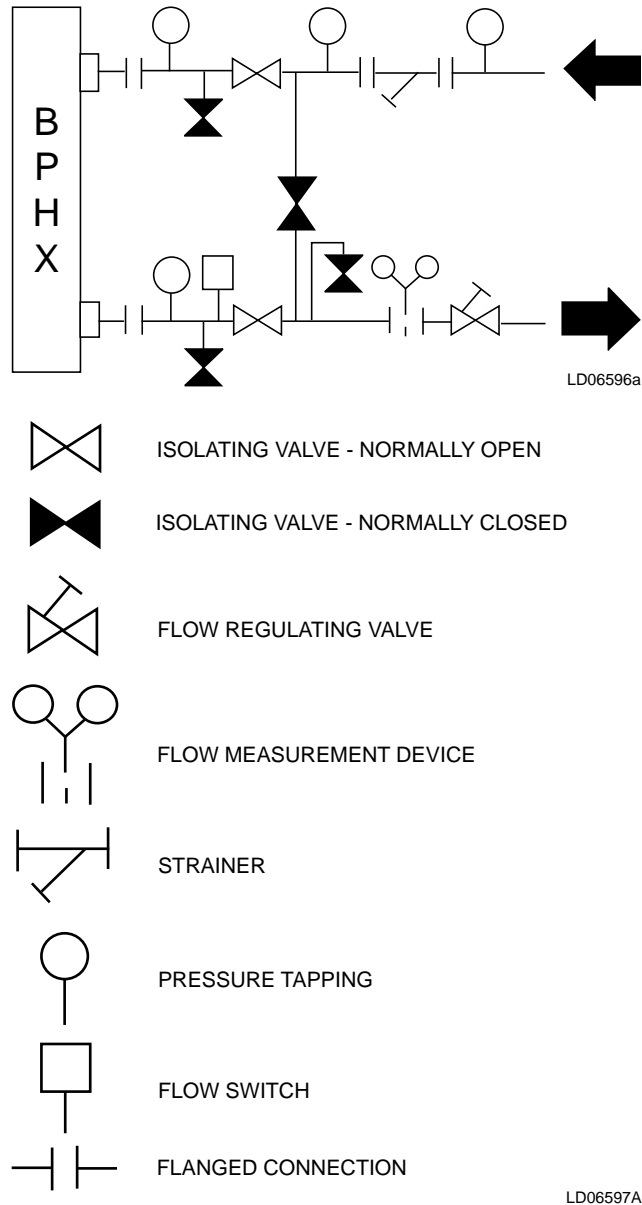 B
P
H
X
LD06596a
ISOLATING VALVE - NORMALLY OPEN
ISOLATING VALVE - NORMALLY CLOSED
FLOW REGULATING VALVE
FLOW MEASUREMENT DEVICE
STRAINER
PRESSURE TAPPING
FLOW SWITCH
FLANGED CONNECTION
LD06597A